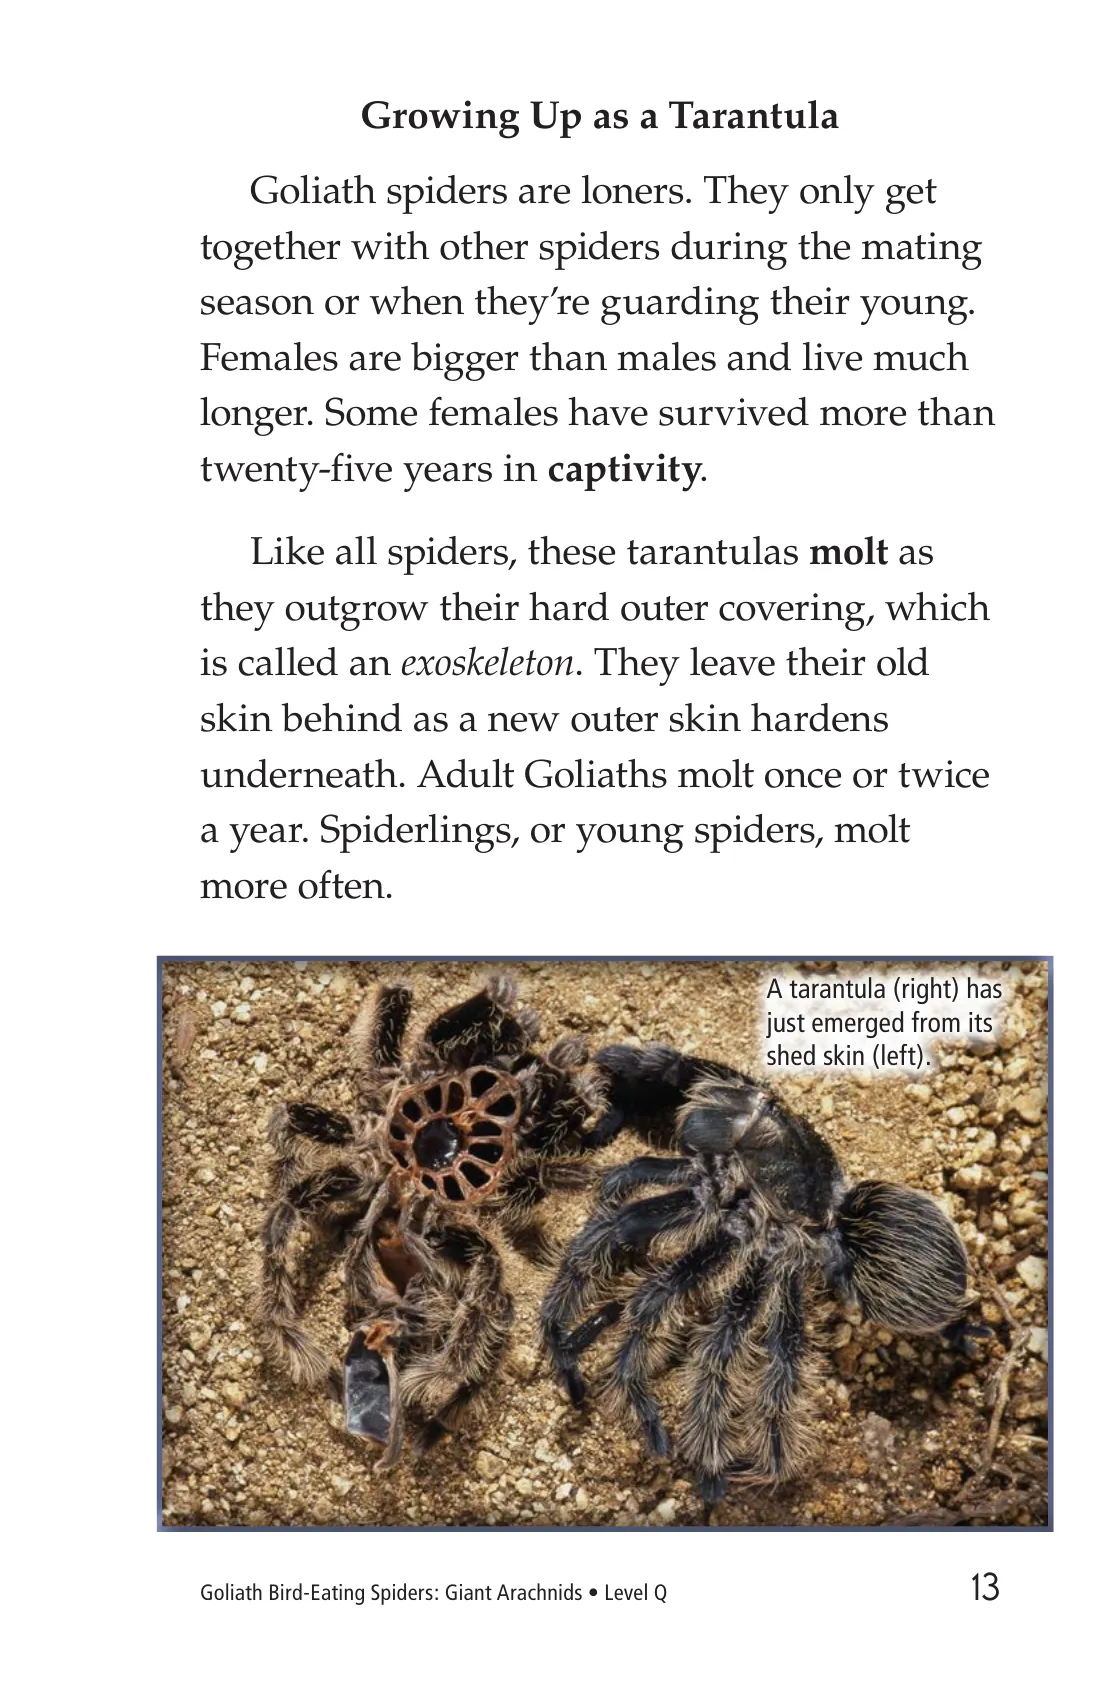 Growing Up as a Tarantula
Goliath spiders are loners. They only get
together with other spiders during the mating
season or when they’re guarding their young.
Females are bigger than males and live much
longer. Some females have survived more than
twenty-five years in captivity.
Like all spiders, these tarantulas molt as
they outgrow their hard outer covering, which
is called an exoskeleton. They leave their old
skin behind as a new outer skin hardens
underneath. Adult Goliaths molt once or twice
a year. Spiderlings, or young spiders, molt
more often.
A tarantula (right) has
just emerged from its
shed skin (left).
Goliath Bird-Eating Spiders: Giant Arachnids • Level Q
13